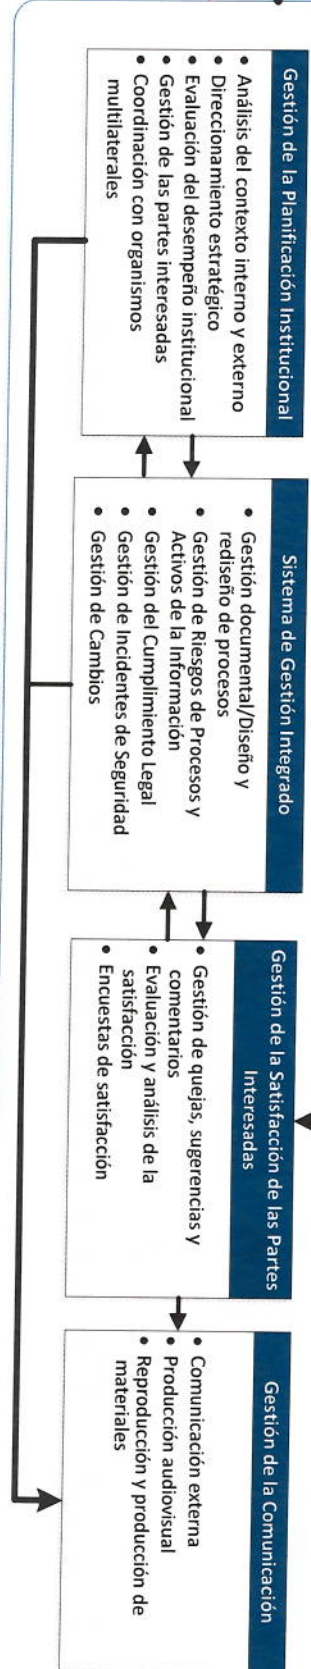 Gestión de la Planificación Institucional
• Análisis del contexto interno y externo
• Direccionamiento estratégico
• Evaluación del desempeño institucional
• Gestión de las partes interesadas
• Coordinación con organismos
multilaterales
Sistema de Gestión Integrado
• Gestión documental/Diseño y
rediseño de procesos
• Gestión de Riesgos de Procesos y
Activos de la Información
• Gestión del Cumplimiento Legal
• Gestión de Incidentes de Seguridad
• Gestión de Cambios
Gestión de la Satisfacción de las Partes
Interesadas
• Gestión de quejas, sugerencias y
comentarios
• Evaluación y análisis de la
satisfacción
• Encuestas de satisfacción
Gestión de la Comunicación
• Comunicación externa
• Producción audiovisual
• Reproducción y producción de
materiales